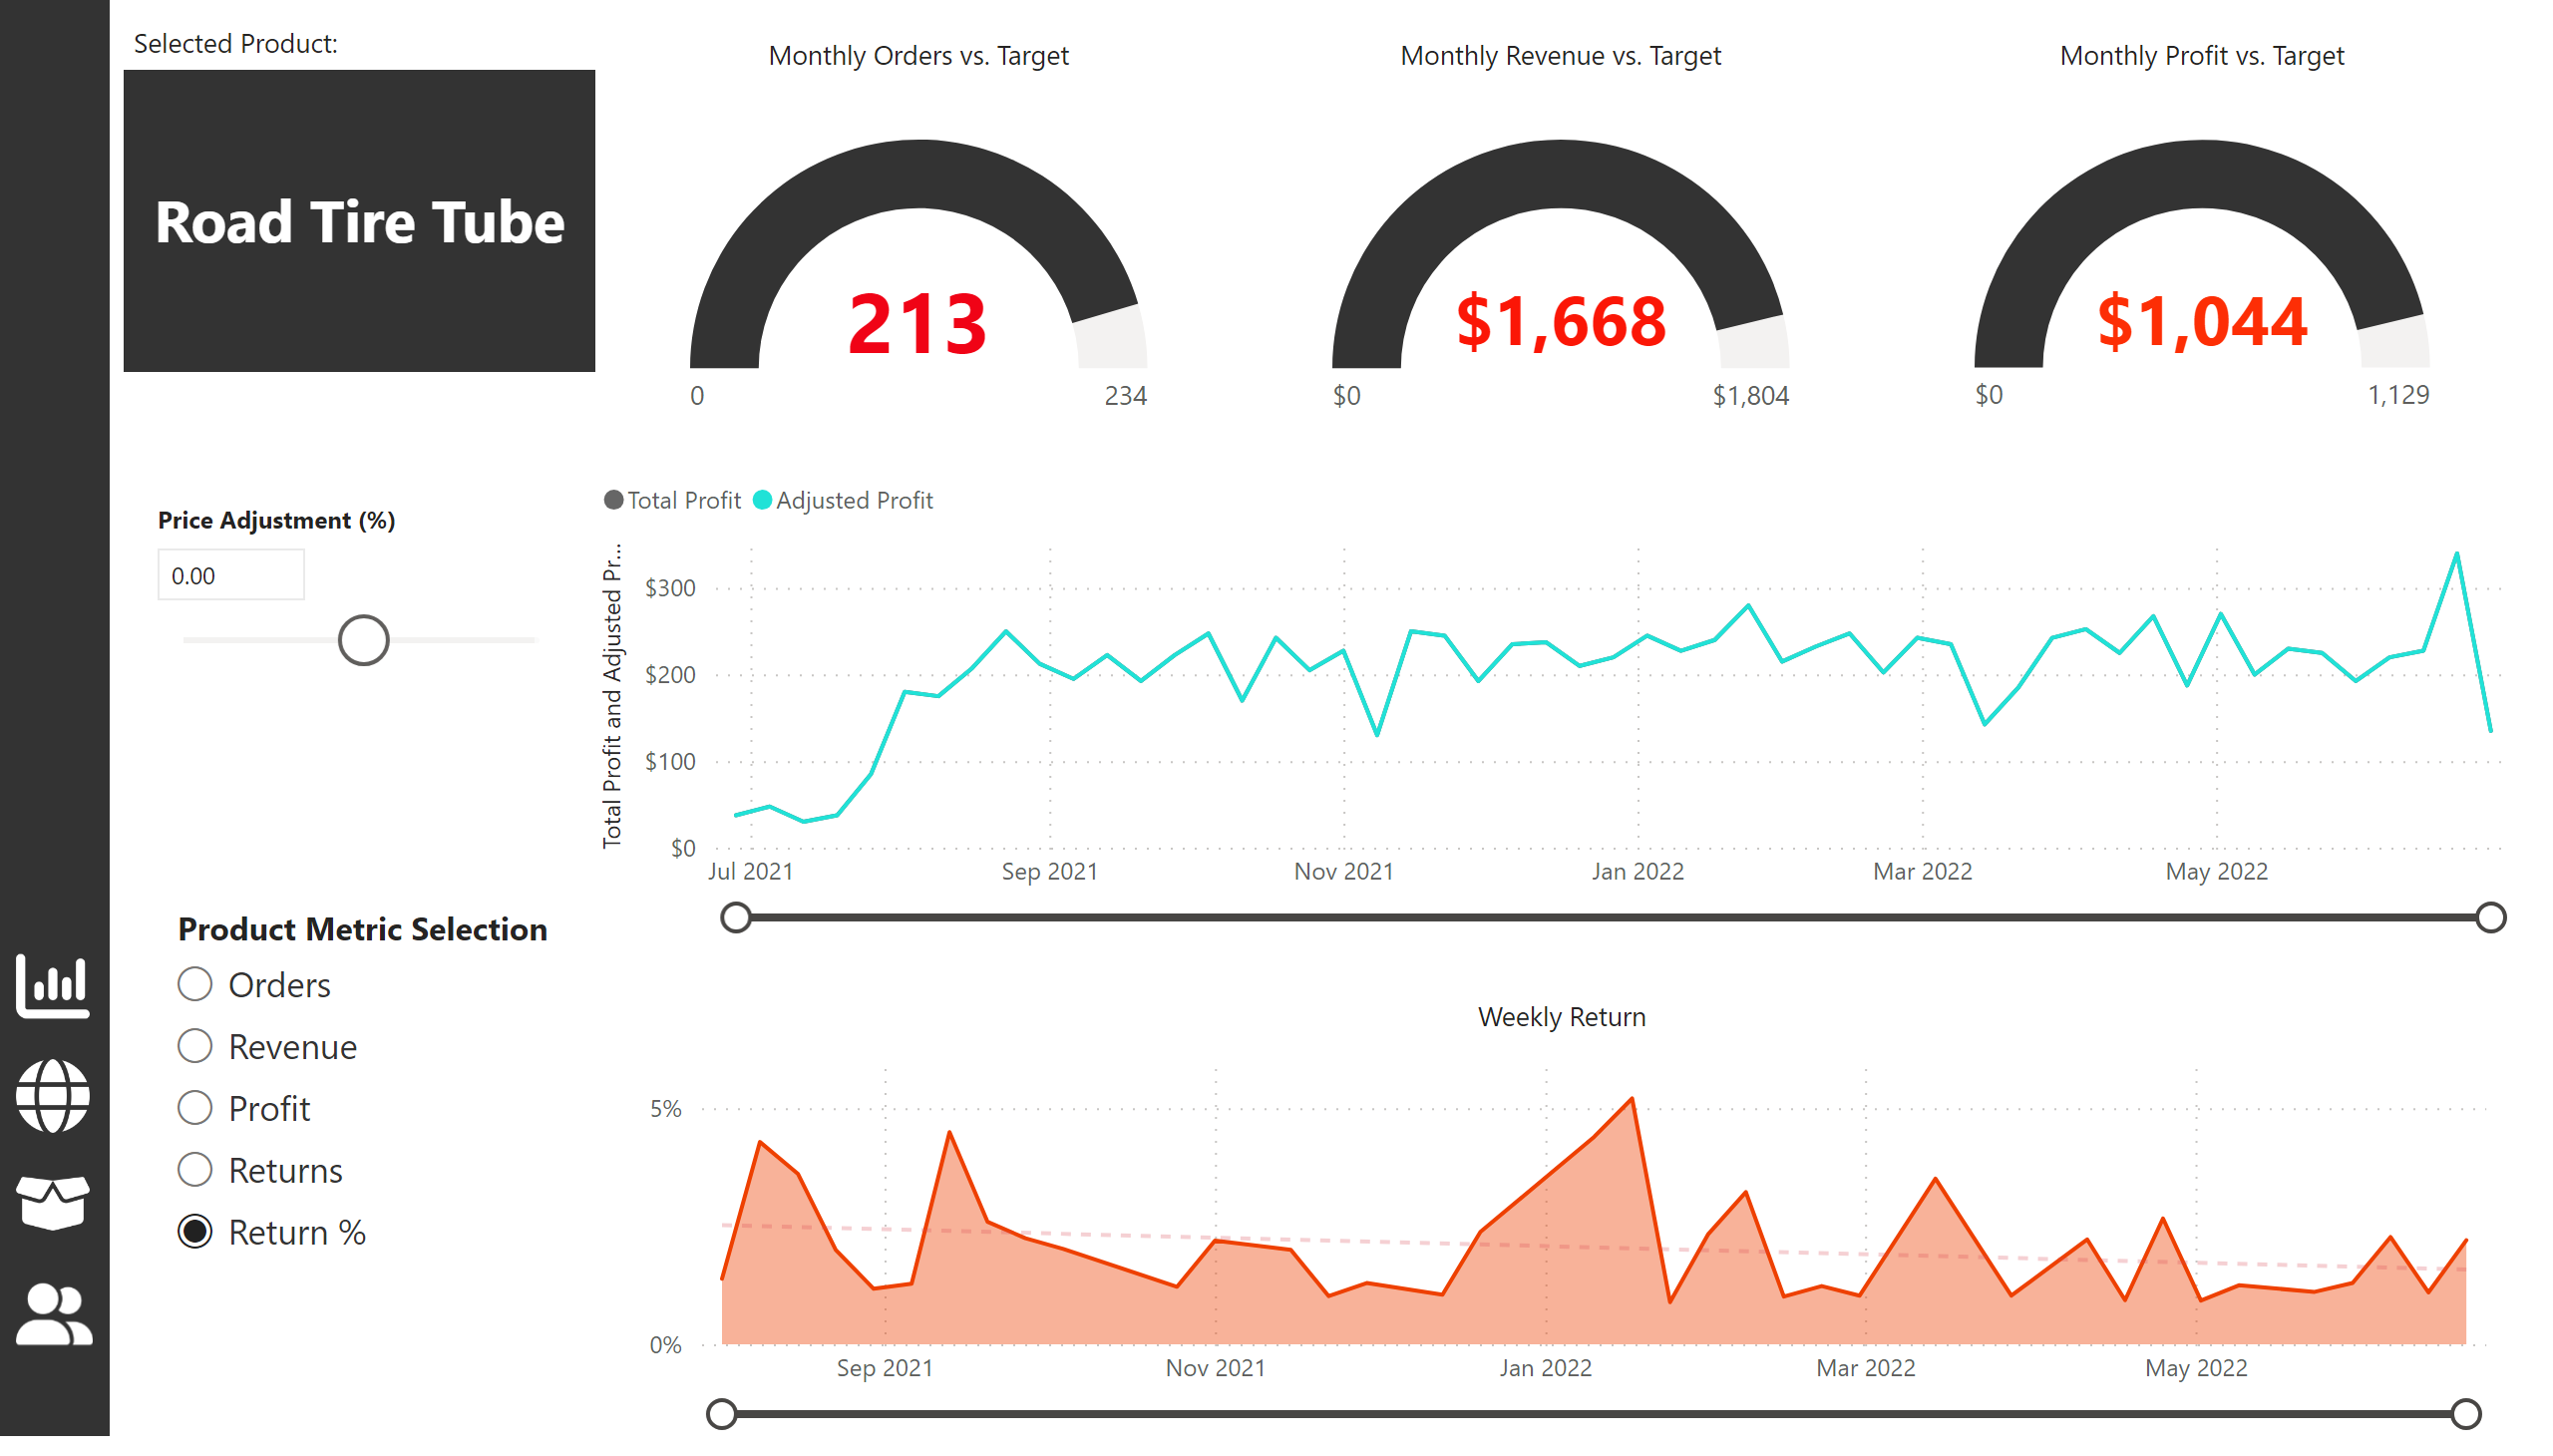 Selected Product:
Road Tire Tube
Monthly Orders vs. Target
213
0
234
Monthly Revenue vs. Target
$1,668
$0
$1,804
Monthly Profit vs. Target
$1,044
$0
1,129
Price Adjustment (%)
0.00
Total Profit Adjusted Profit
Total Profit and Adjusted Pr...
$300
$200
$100
$0
Jul 2021 Sep 2021 Nov 2021 Jan 2022 Mar 2022 May 2022
Product Metric Selection
Orders
Revenue
Profit
Returns
Return %
Weekly Return
5%
0%
Sep 2021 Nov 2021 Jan 2022 Mar 2022 May 2022